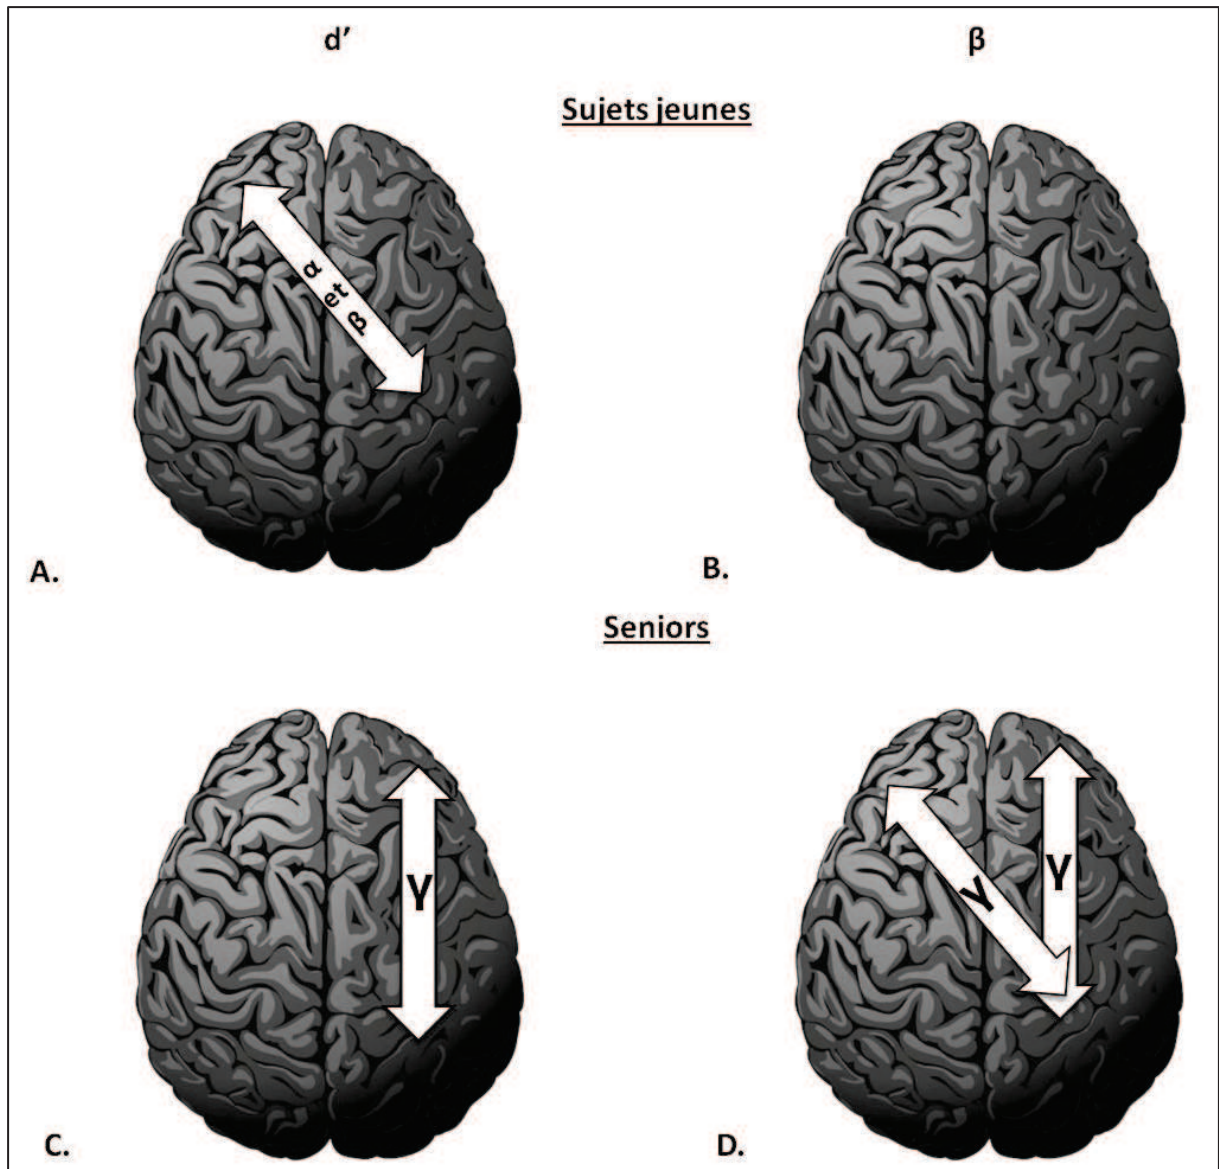 d′
β
Sujets jeunes
α
et
β
A.
B.
Seniors
γ
γ
γ
C.
D.